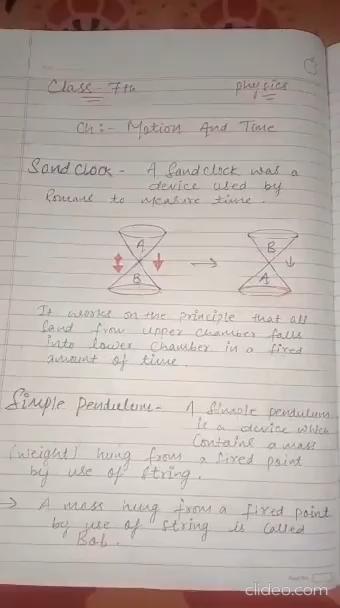 Class - 7th physics
Ch:- Motion And Time
Sand Clock - A Sand clock was a
device used by
Romans to measure time.
A B
B A
It works on the principle that all
Sand from upper chamber falls
into lower chamber in a fixed
amount of time.
Simple Pendulum - A Simple pendulum
is a device which
Contains a mass
(weight) hung from a fixed point
by use of string.
→ A mass hung from a fixed point
by use of string is called
Bob.
clideo.com